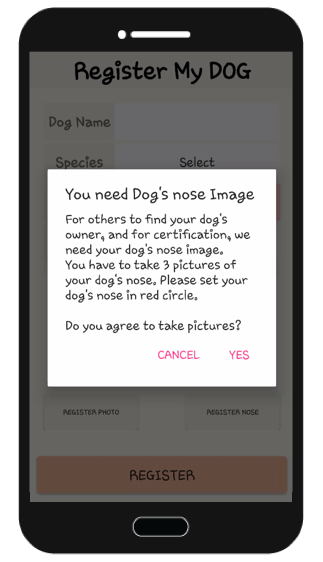 Register My DOG
Dog Name
Species
Select
You need Dog's nose Image
For others to find your dog's
owner, and for certification, we
need your dog's nose image.
You have to take 3 pictures of
your dog's nose. Please set your
dog's nose in red circle.
Do you agree to take pictures?
CANCEL YES
REGISTER PHOTO
REGISTER NOSE
REGISTER